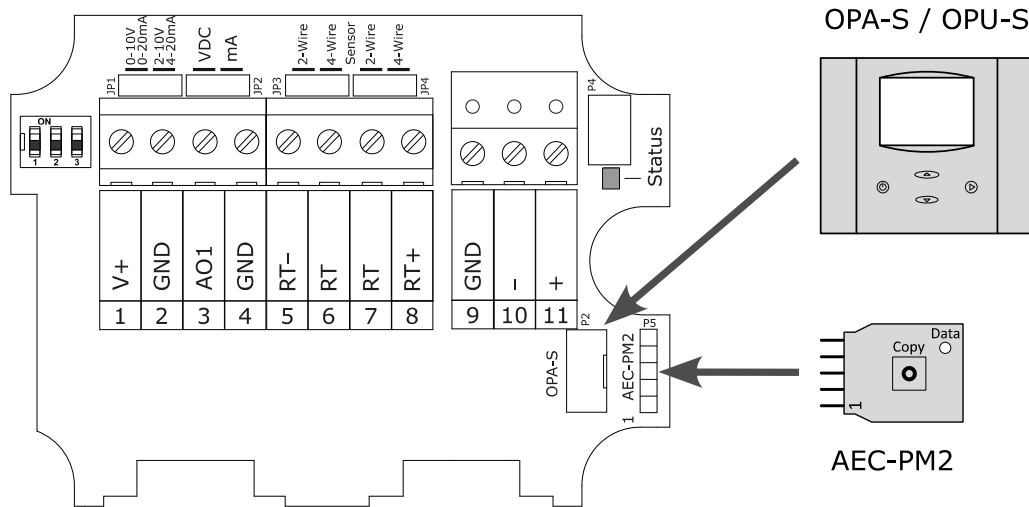 OPA-S / OPU-S
0-10V
0-20mA
2-10V
4-20mA
VDC
mA
2-Wire
4-Wire
Sensor
2-Wire
4-Wire
JP1
JP2
JP3
JP4
P4
ON
1 2 3
Status
V+
GND
AO1
GND
RT-
RT
RT
RT+
GND
-
+
1 2 3 4 5 6 7 8 9 10 11
P2
P5
OPA-S
AEC-PM2
1
Copy
Data
1
AEC-PM2